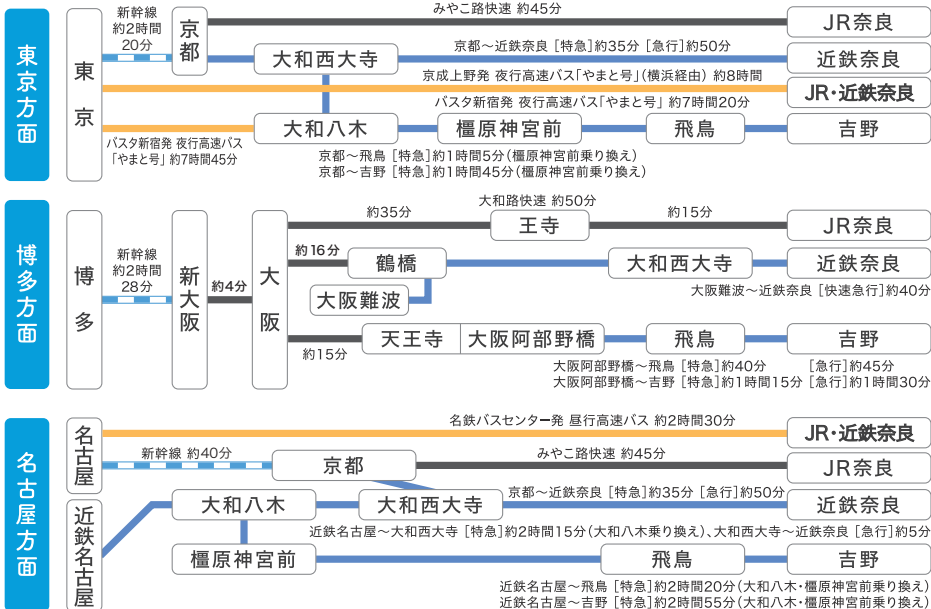 東京方面
東京
新幹線
約2時間
20分
京都
みやこ路快速 約45分
JR奈良
大和西大寺
京都～近鉄奈良 [特急]約35分 [急行]約50分
近鉄奈良
京成上野発 夜行高速バス「やまと号」(横浜経由) 約8時間
JR・近鉄奈良
バスタ新宿発 夜行高速バス「やまと号」 約7時間20分
バスタ新宿発 夜行高速バス
「やまと号」 約7時間45分
大和八木
橿原神宮前
飛鳥
吉野
京都～飛鳥 [特急]約1時間5分(橿原神宮前乗り換え)
京都～吉野 [特急]約1時間45分(橿原神宮前乗り換え)
博多方面
博多
新幹線
約2時間
28分
新大阪
約4分
大阪
大和路快速 約50分
約35分
王寺
約15分
JR奈良
約16分
鶴橋
大和西大寺
近鉄奈良
大阪難波
大阪難波～近鉄奈良 [快速急行]約40分
約15分
天王寺
大阪阿部野橋
飛鳥
吉野
大阪阿部野橋～飛鳥 [特急]約40分 [急行]約45分
大阪阿部野橋～吉野 [特急]約1時間15分 [急行]約1時間30分
名古屋方面
名古屋
名鉄バスセンター発 昼行高速バス 約2時間30分
JR・近鉄奈良
新幹線 約40分
京都
みやこ路快速 約45分
JR奈良
近鉄名古屋
大和八木
大和西大寺
京都～近鉄奈良 [特急]約35分 [急行]約50分
近鉄奈良
近鉄名古屋～大和西大寺 [特急]約2時間15分(大和八木乗り換え)、大和西大寺～近鉄奈良 [急行]約5分
橿原神宮前
飛鳥
吉野
近鉄名古屋～飛鳥 [特急]約2時間20分(大和八木・橿原神宮前乗り換え)
近鉄名古屋～吉野 [特急]約2時間55分(大和八木・橿原神宮前乗り換え)